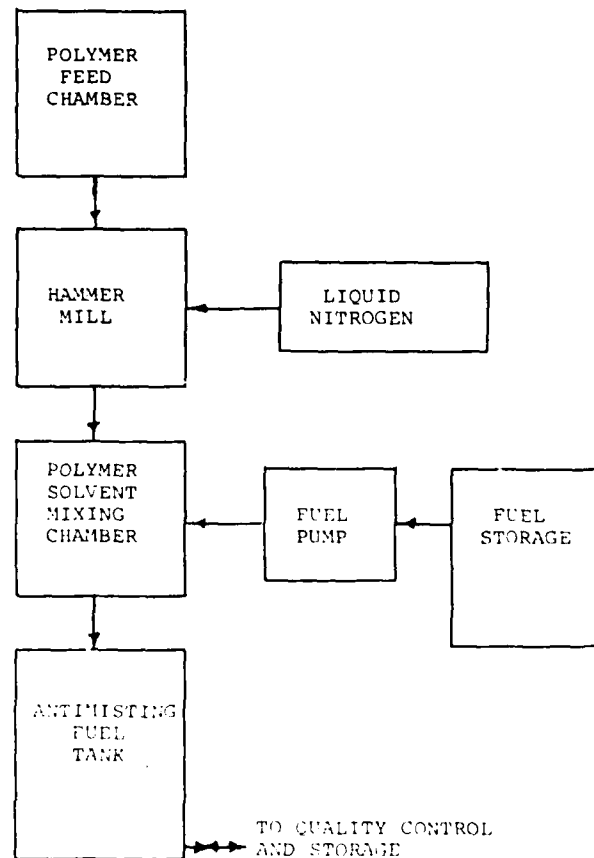 POLYMER
FEED
CHAMBER
HAMMER
MILL
LIQUID
NITROGEN
POLYMER
SOLVENT
MIXING
CHAMBER
FUEL
PUMP
FUEL
STORAGE
ANTIMISTING
FUEL
TANK
TO QUALITY CONTROL
AND STORAGE